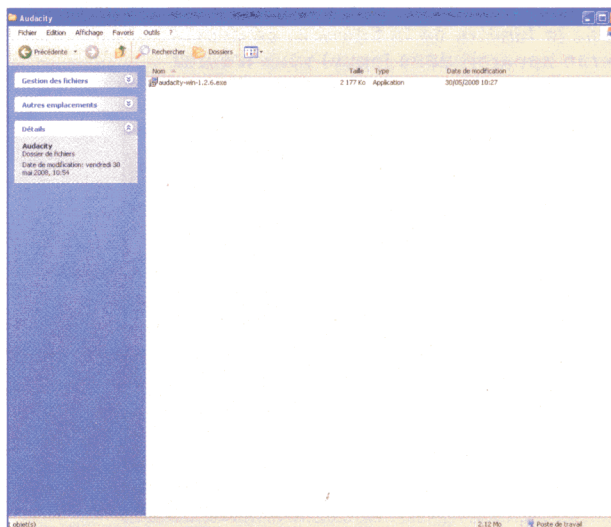 Audacity
Fichier Edition Affichage Favoris Outils ?
Précédente Rechercher Dossiers
Nom Taille Type Date de modification
audacity-win-1.2.6.exe 2 177 Ko Application 30/05/2008 10:27
Gestion des fichiers
Autres emplacements
Détails
Audacity
Dossier de fichiers
Date de modification: vendredi 30
mai 2008, 10:54
objet(s) 2,12 Mo Poste de travail